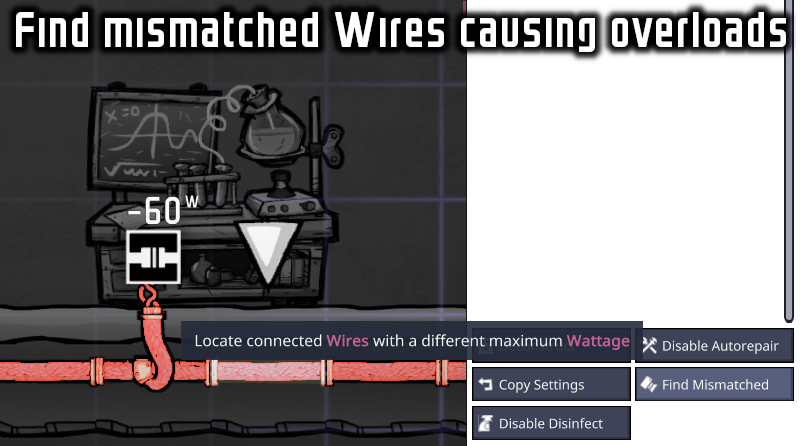 Find mismatched Wires causing overloads
x=0
-60 W
Locate connected Wires with a different maximum Wattage
Disable Autorepair
Copy Settings
Find Mismatched
Disable Disinfect